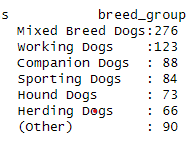 s breed_group
Mixed Breed Dogs:276
Working Dogs :123
Companion Dogs : 88
Sporting Dogs : 84
Hound Dogs : 73
Herding Dogs : 66
(Other) : 90